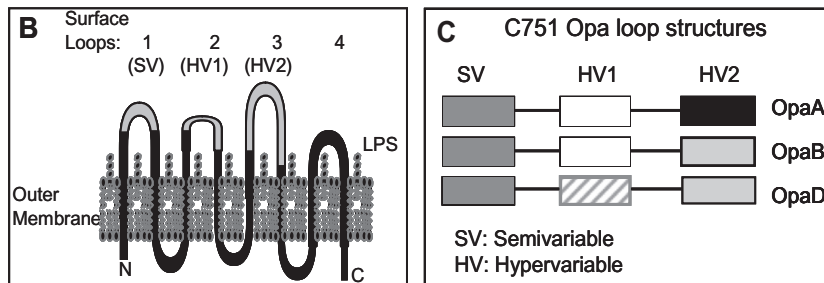 B
Surface
Loops: 1 2 3 4
(SV) (HV1) (HV2)
LPS
Outer
Membrane
N
C
C C751 Opa loop structures
SV HV1 HV2
OpaA
OpaB
OpaD
SV: Semivariable
HV: Hypervariable